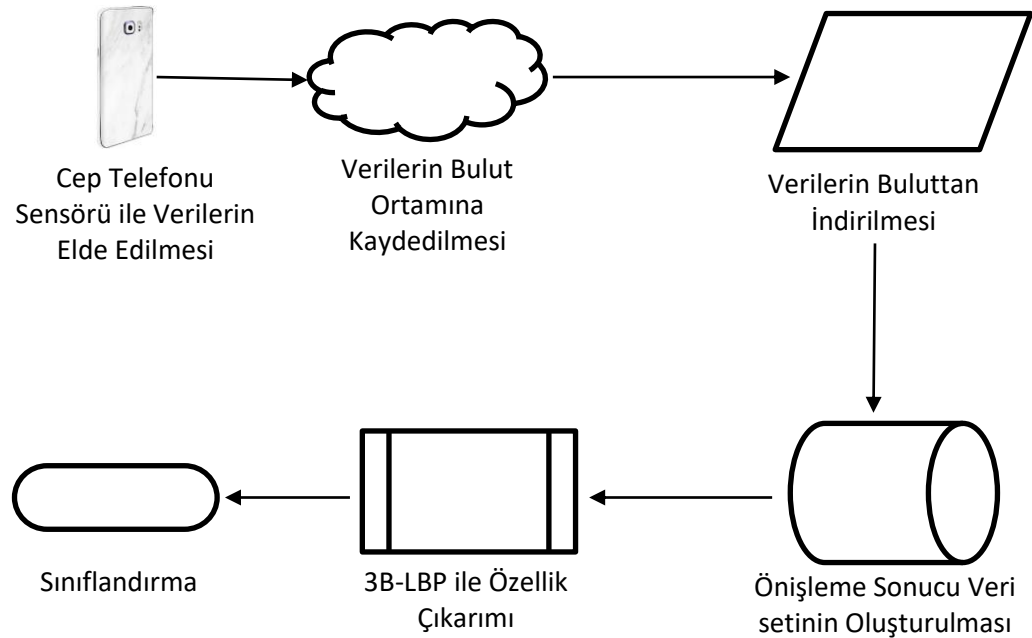 Cep Telefonu
Sensörü ile Verilerin
Elde Edilmesi
Verilerin Bulut
Ortamına
Kaydedilmesi
Verilerin Buluttan
İndirilmesi
Önişleme Sonucu Veri
setinin Oluşturulması
3B-LBP ile Özellik
Çıkarımı
Sınıflandırma